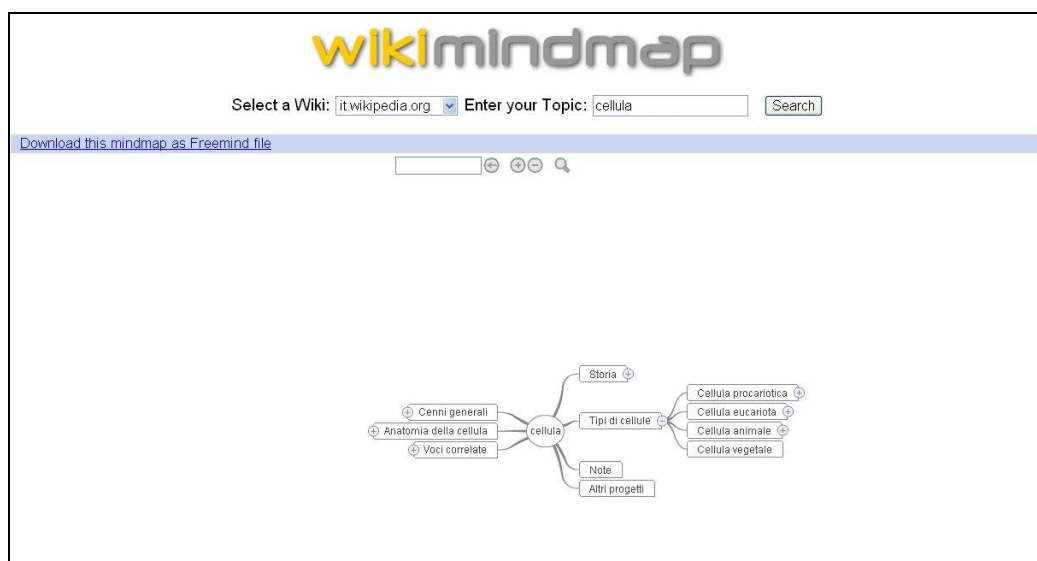 wikimindmap
Select a Wiki: it.wikipedia.org Enter your Topic: cellula Search
Download this mindmap as Freemind file
Storia
Cellula procariotica
Cenni generali
Cellula eucariota
Tipi di cellule
Anatomia della cellula
cellula
Cellula animale
Voci correlate
Cellula vegetale
Note
Altri progetti